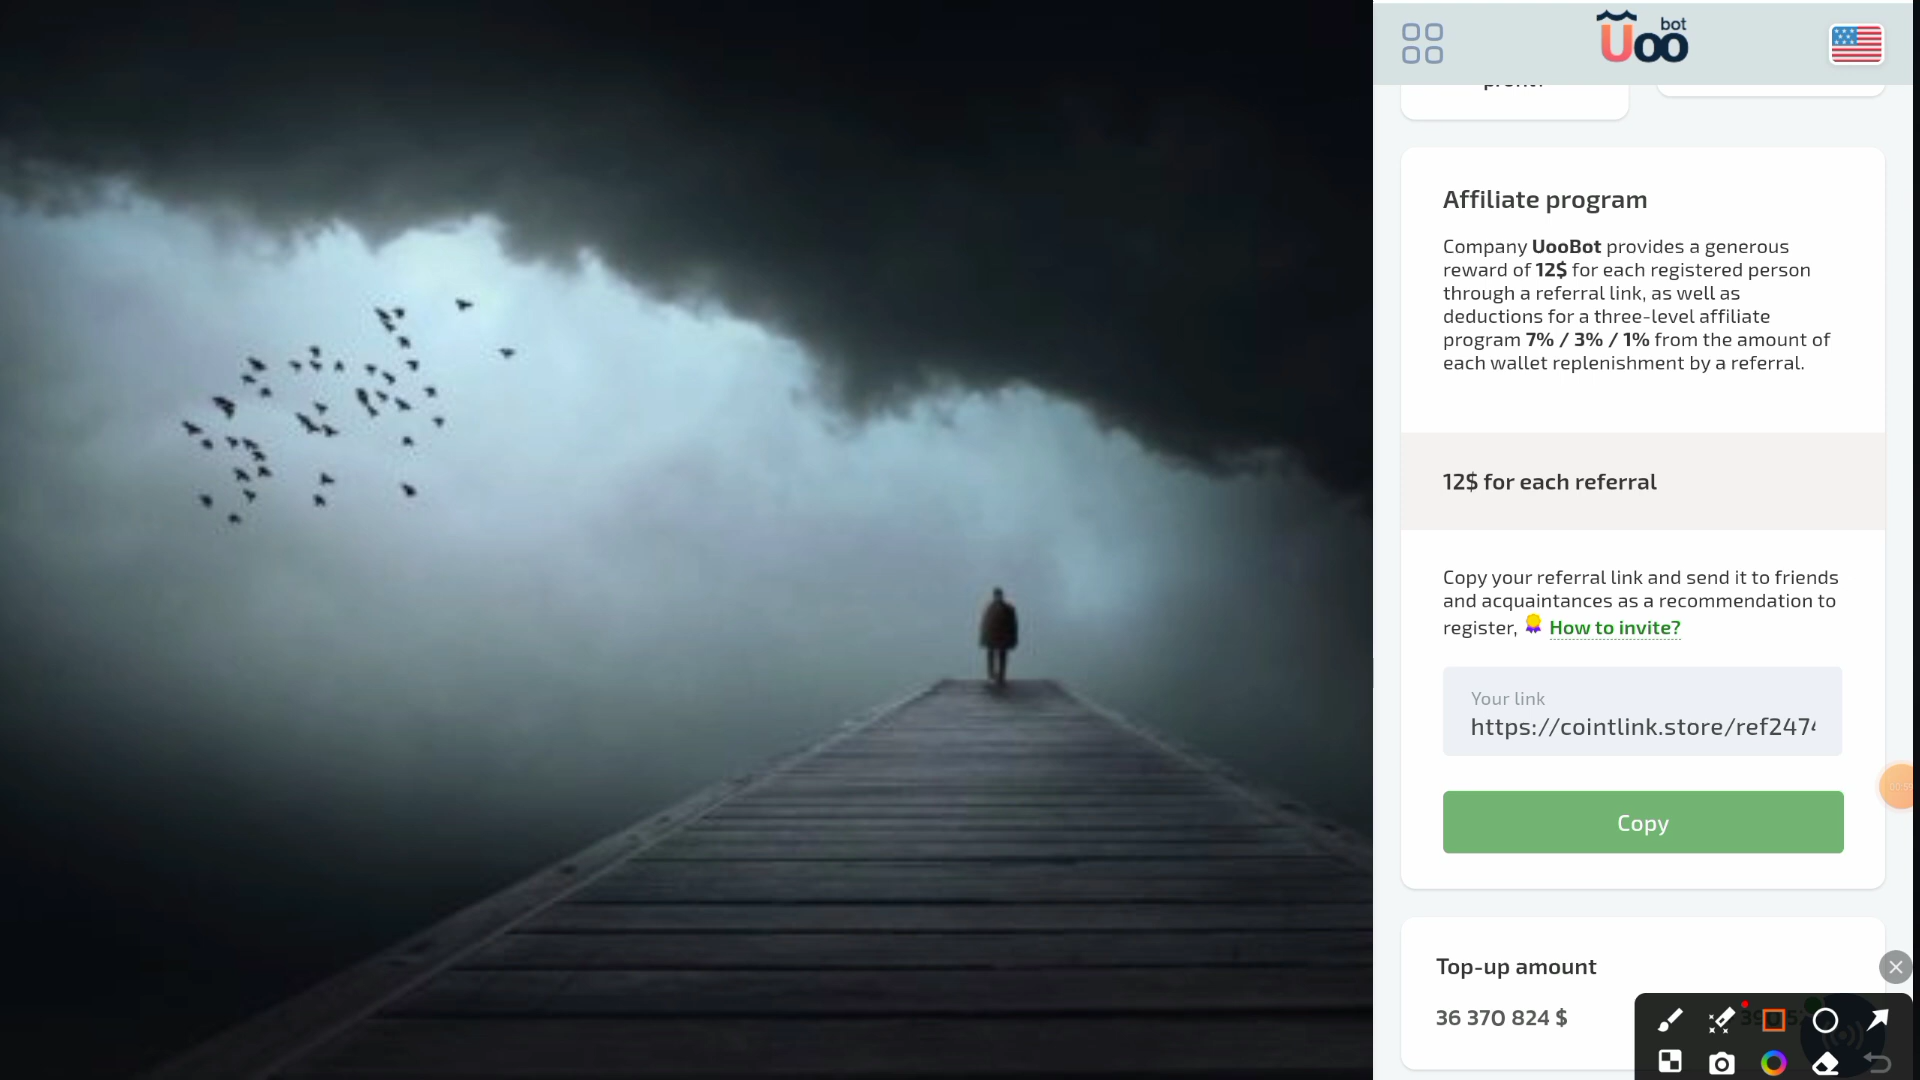 bot
Uoo
Affiliate program
Company UooBot provides a generous
reward of 12$ for each registered person
through a referral link, as well as
deductions for a three-level affiliate
program 7% / 3% / 1% from the amount of
each wallet replenishment by a referral.
12$ for each referral
Copy your referral link and send it to friends
and acquaintances as a recommendation to
register, How to invite?
Your link
https://cointlink.store/ref247
Copy
Top-up amount
36 370 824 $